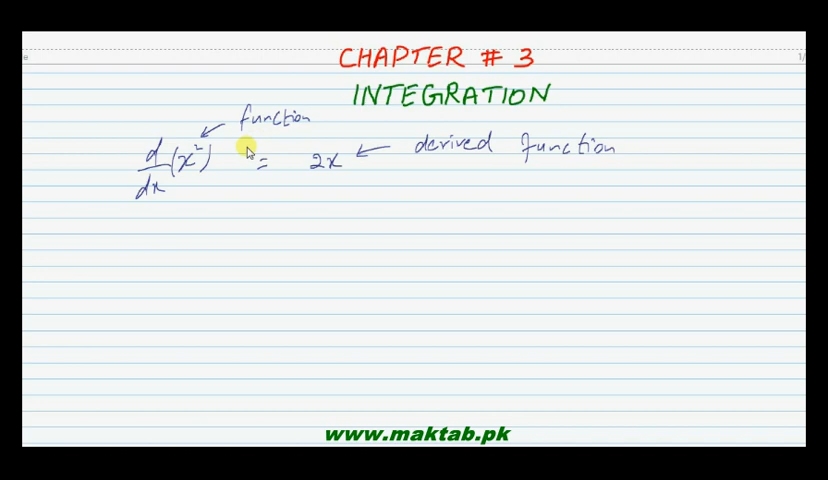 CHAPTER # 3
INTEGRATION
function
d/dx (x²) = 2x ← derived function
www.maktab.pk